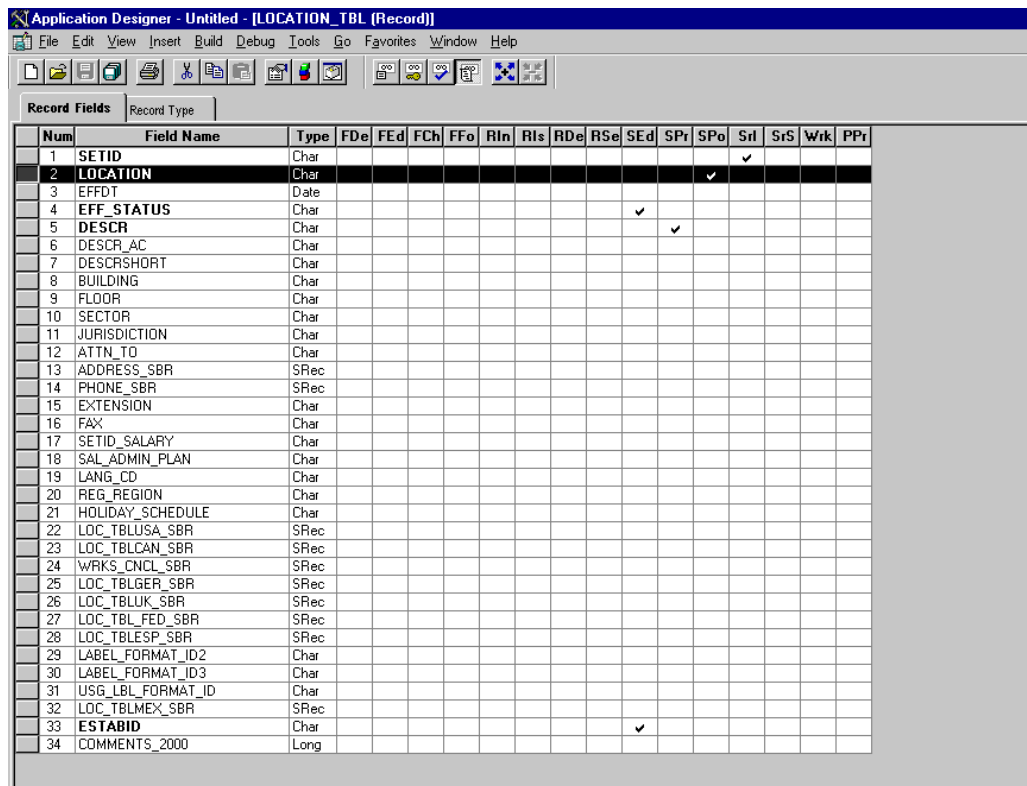 Application Designer - Untitled - [LOCATION_TBL (Record)]
File Edit View Insert Build Debug Tools Go Favorites Window Help
Record Fields Record Type
Num Field Name Type FDe FEd FCh FFo RIn RIs RDe RSe SEd SPr SPo SrI SrS Wrk PPr
1 SETID Char
2 LOCATION Char
3 EFFDT Date
4 EFF_STATUS Char
5 DESCR Char
6 DESCR_AC Char
7 DESCRSHORT Char
8 BUILDING Char
9 FLOOR Char
10 SECTOR Char
11 JURISDICTION Char
12 ATTN_TO Char
13 ADDRESS_SBR SRec
14 PHONE_SBR SRec
15 EXTENSION Char
16 FAX Char
17 SETID_SALARY Char
18 SAL_ADMIN_PLAN Char
19 LANG_CD Char
20 REG_REGION Char
21 HOLIDAY_SCHEDULE Char
22 LOC_TBLUSA_SBR SRec
23 LOC_TBLCAN_SBR SRec
24 WRKS_CNCL_SBR SRec
25 LOC_TBLGER_SBR SRec
26 LOC_TBLUK_SBR SRec
27 LOC_TBL_FED_SBR SRec
28 LOC_TBLESP_SBR SRec
29 LABEL_FORMAT_ID2 Char
30 LABEL_FORMAT_ID3 Char
31 USG_LBL_FORMAT_ID Char
32 LOC_TBLMEX_SBR SRec
33 ESTABID Char
34 COMMENTS_2000 Long